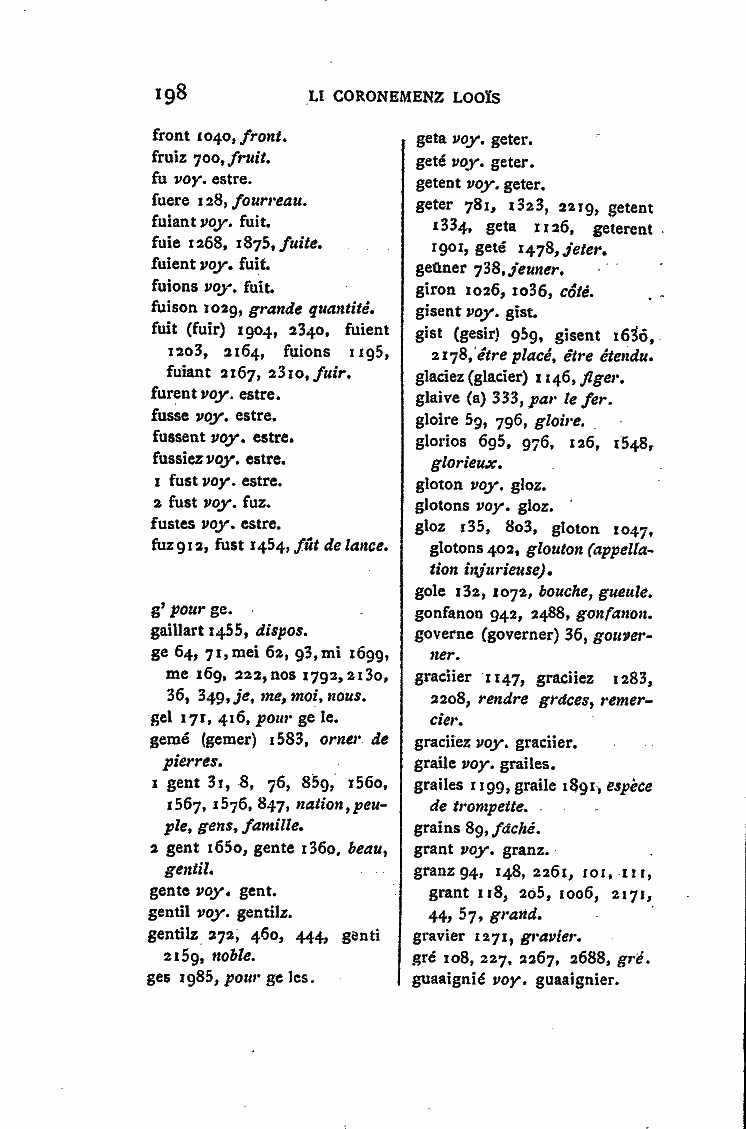 198
LI CORONEMENZ LOOÏS
front 1040, front.
fruiz 700, fruit.
fu voy. estre.
fuere 128, fourreau.
fuiant voy. fuit.
fuie 1268, 1875, fuite.
fuient voy. fuit.
fuions voy. fuit.
fuison 1029, grande quantité.
fuit (fuir) 1904, 2340, fuient
1203, 2164, fuions 1195,
fuiant 2167, 2310, fuir.
furent voy. estre.
fusse voy. estre.
fussent voy. estre.
fussiez voy. estre.
1 fust voy. estre.
2 fust voy. fuz.
fustes voy. estre.
fuz 912, fust 1454, fût de lance.
g' pour ge.
gaillart 1455, dispos.
ge 64, 71, mei 62, 93, mi 1699,
me 169, 222, nos 1792, 2130,
36, 349, je, me, moi, nous.
gel 171, 416, pour ge le.
gemé (gemer) 1583, orner de
pierres.
1 gent 31, 8, 76, 859, 1560,
1567, 1576, 847, nation, peu-
ple, gens, famille.
2 gent 1650, gente 1360, beau,
gentil.
gente voy. gent.
gentil voy. gentilz.
gentilz 272, 460, 444, genti
2159, noble.
ges 1985, pour ge les.
geta voy. geter.
geté voy. geter.
getent voy. geter.
geter 781, 1323, 2219, getent
1334, geta 1126, geterent
1901, geté 1478, jeter.
geüner 738, jeuner.
giron 1026, 1036, côté.
gisent voy. gist.
gist (gesir) 959, gisent 1636,
2178, être placé, être étendu.
glaciez (glacier) 1146, figer.
glaive (a) 333, par le fer.
gloire 59, 796, gloire.
glorios 695, 976, 126, 1548,
glorieux.
gloton voy. gloz.
glotons voy. gloz.
gloz 135, 803, gloton 1047,
glotons 402, glouton (appella-
tion injurieuse).
gole 132, 1072, bouche, gueule.
gonfanon 942, 2488, gonfanon.
governe (governer) 36, gouver-
ner.
graciier 1147, graciiez 1283,
2208, rendre grâces, remer-
cier.
graciiez voy. graciier.
graile voy. grailes.
grailes 1199, graile 1891, espèce
de trompette.
grains 89, fâché.
grant voy. granz.
granz 94, 148, 2261, 101, 111,
grant 118, 205, 1006, 2171,
44, 57, grand.
gravier 1271, gravier.
gré 108, 227, 2267, 2688, gré.
guaaignié voy. guaaignier.